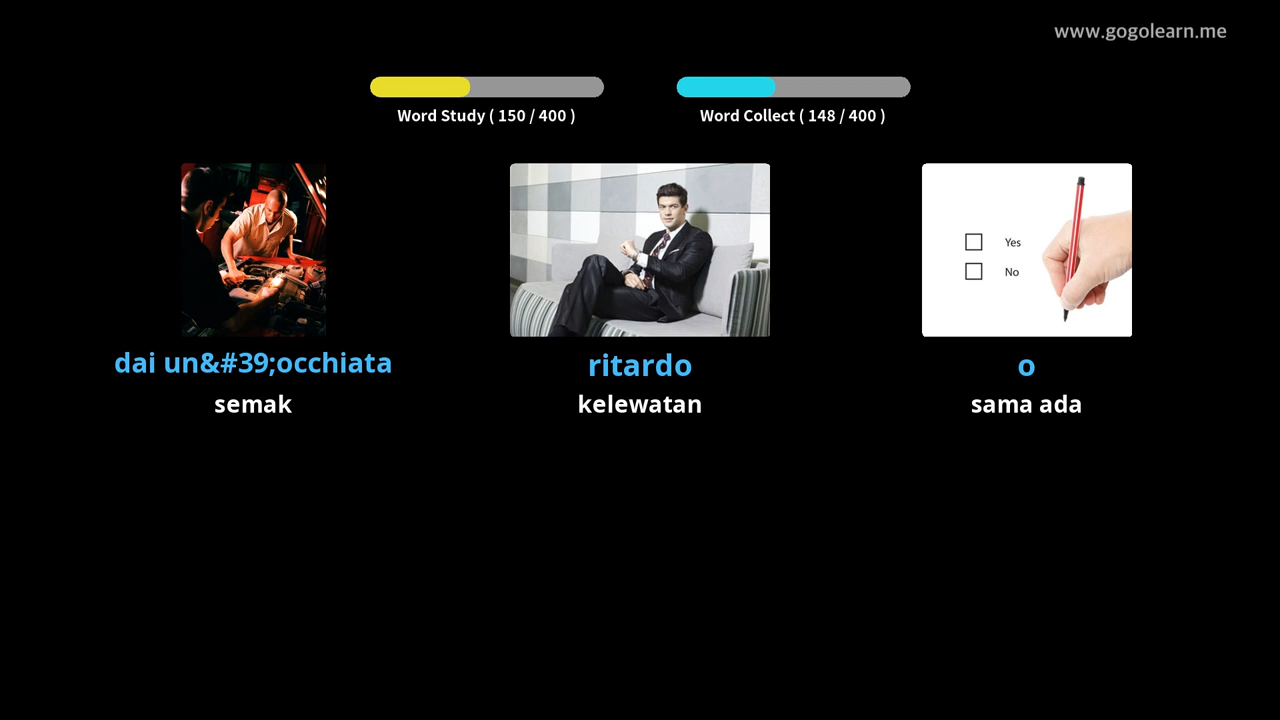 www.gogolearn.me
Word Study ( 150 / 400 )
Word Collect ( 148 / 400 )
Yes
No
dai un&#39;occhiata
ritardo
o
semak
kelewatan
sama ada